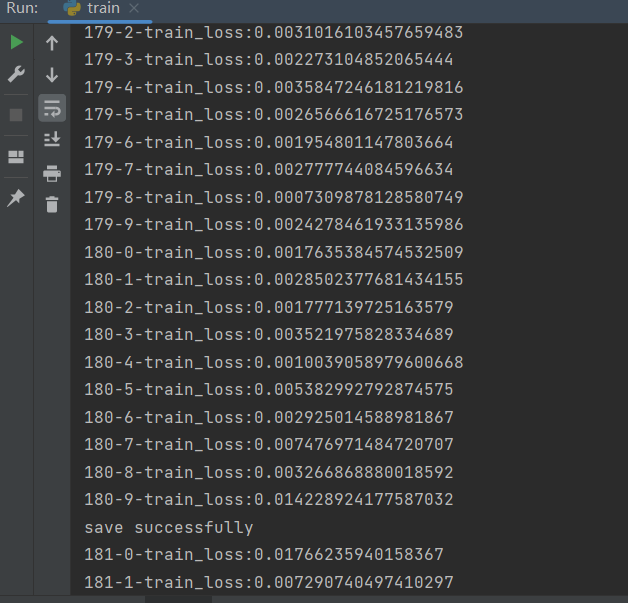 Run: train
179-2-train_loss:0.0031016103457659483
179-3-train_loss:0.002273104852065444
179-4-train_loss:0.0035847246181219816
179-5-train_loss:0.0026566616725176573
179-6-train_loss:0.001954801147803664
179-7-train_loss:0.002777744084596634
179-8-train_loss:0.0007309878128580749
179-9-train_loss:0.0024278461933135986
180-0-train_loss:0.0017635384574532509
180-1-train_loss:0.0028502377681434155
180-2-train_loss:0.001777139725163579
180-3-train_loss:0.003521975828334689
180-4-train_loss:0.0010039058979600668
180-5-train_loss:0.005382992792874575
180-6-train_loss:0.002925014588981867
180-7-train_loss:0.007476971484720707
180-8-train_loss:0.003266868880018592
180-9-train_loss:0.014228924177587032
save successfully
181-0-train_loss:0.01766235940158367
181-1-train_loss:0.007290740497410297